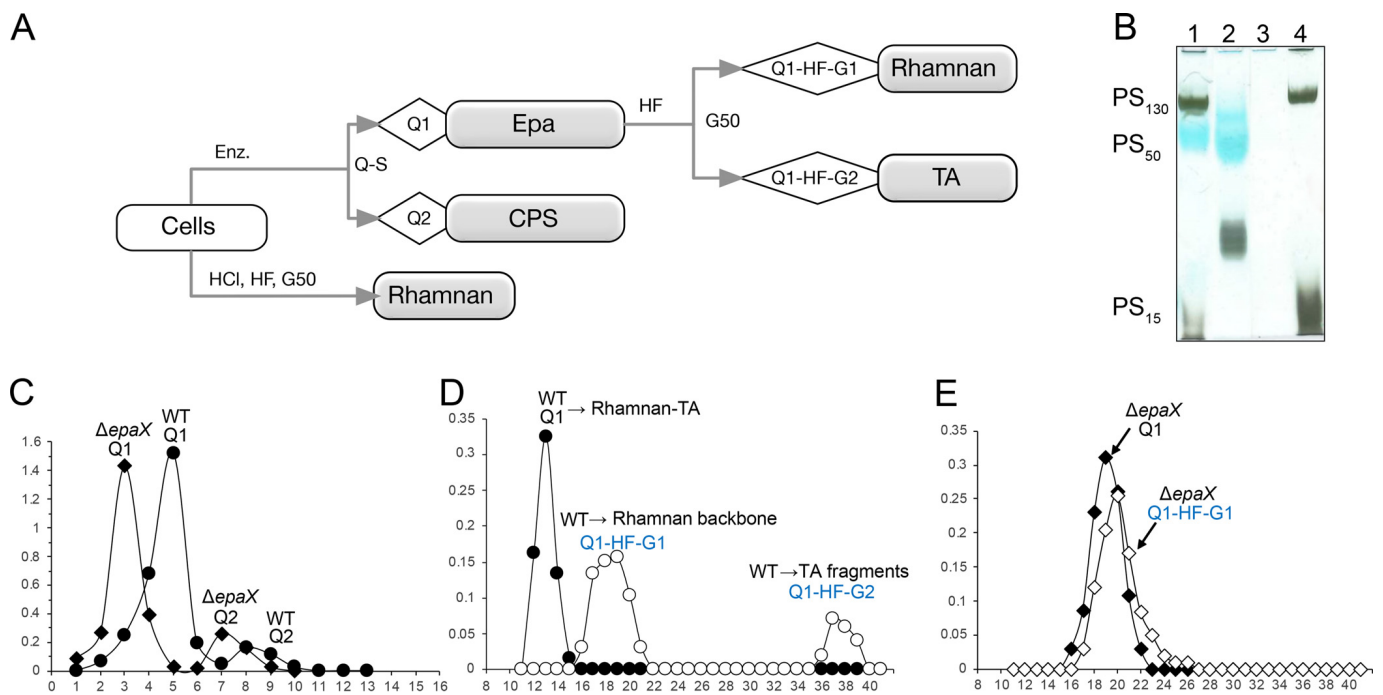 A
Enz.
Q-S
Cells
HCl, HF, G50
Rhamnan
Q1
Epa
Q2
CPS
HF
G50
Q1-HF-G1
Rhamnan
Q1-HF-G2
TA
B
1 2 3 4
PS130
PS50
PS15
C
ΔepaX
Q1
WT
Q1
ΔepaX
Q2
WT
Q2
1.6
1.4
1.2
1
0.8
0.6
0.4
0.2
0
0 1 2 3 4 5 6 7 8 9 10 11 12 13 14 15 16
D
WT
Q1 → Rhamnan-TA
WT→ Rhamnan backbone
Q1-HF-G1
WT→TA fragments
Q1-HF-G2
0.35
0.3
0.25
0.2
0.15
0.1
0.05
0
8 10 12 14 16 18 20 22 24 26 28 30 32 34 36 38 40
E
ΔepaX
Q1
ΔepaX
Q1-HF-G1
0.35
0.3
0.25
0.2
0.15
0.1
0.05
0
8 10 12 14 16 18 20 22 24 26 28 30 32 34 36 38 40